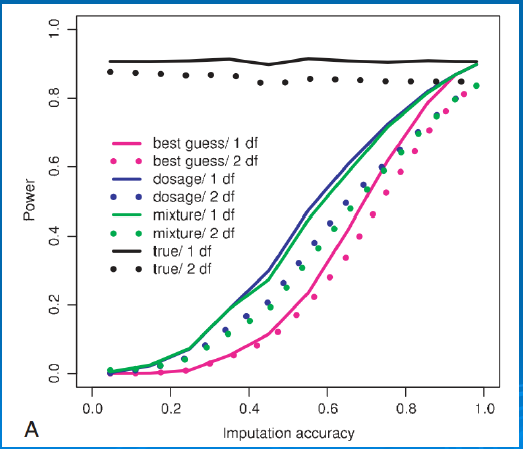 1.0
0.8
0.6
0.4
0.2
0.0
Power
best guess/ 1 df
best guess/ 2 df
dosage/ 1 df
dosage/ 2 df
mixture/ 1 df
mixture/ 2 df
true/ 1 df
true/ 2 df
0.0 0.2 0.4 0.6 0.8 1.0
A
Imputation accuracy